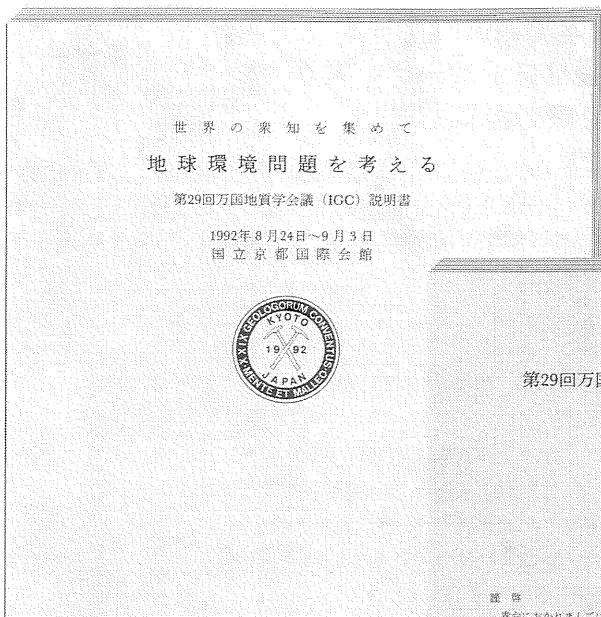 世界の衆知を集めて
地球環境問題を考える
第29回万国地質学会議（IGC）説明書
1992年8月24日～9月3日
国立京都国際会館
XXIX GEOLOGORUM CONVENTUS
KYOTO
1992
JAPAN
MENTE ET MALLEO
第29回万国
謹啓